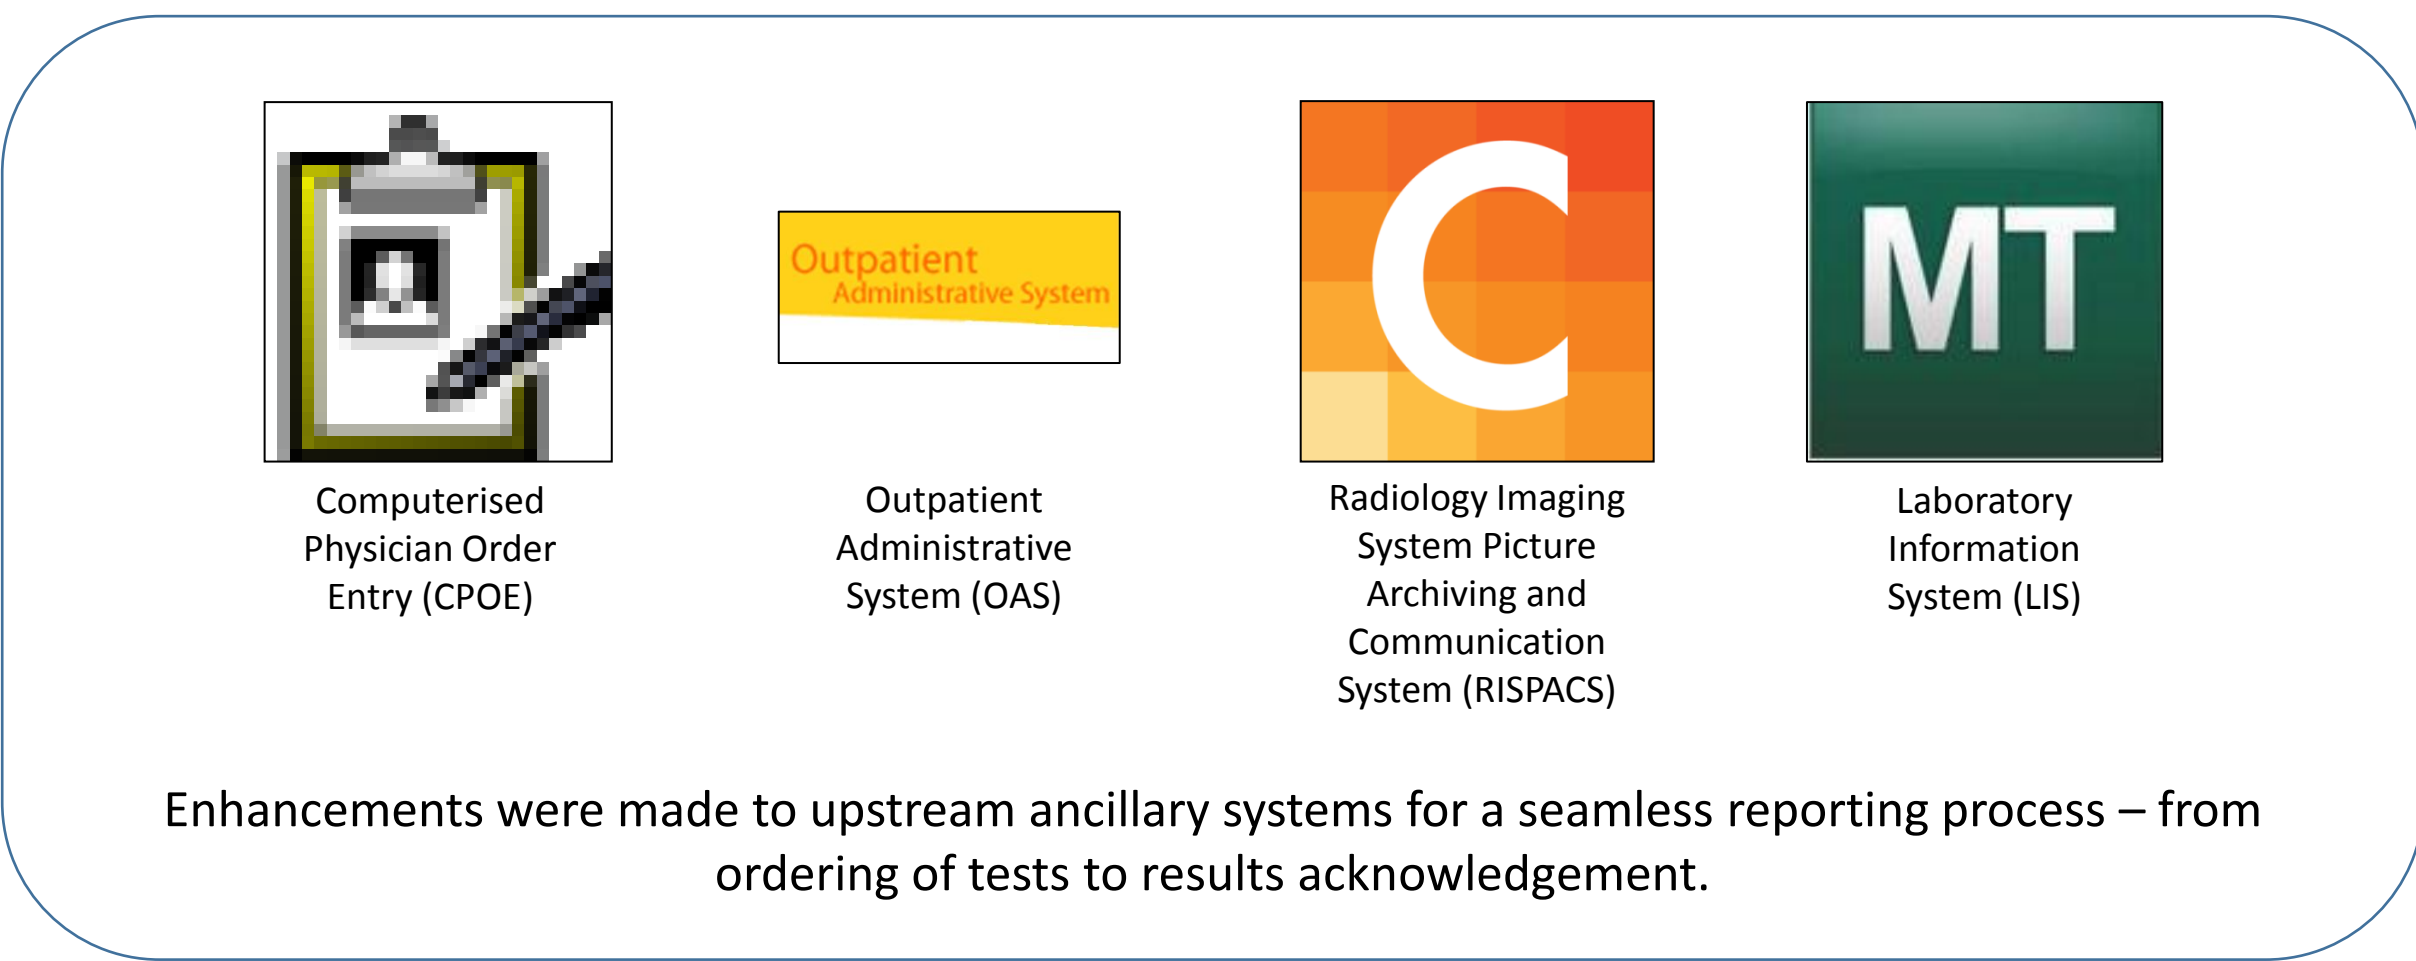 Outpatient
Administrative System
C
MT
Computerised
Physician Order
Entry (CPOE)
Outpatient
Administrative
System (OAS)
Radiology Imaging
System Picture
Archiving and
Communication
System (RISPACS)
Laboratory
Information
System (LIS)
Enhancements were made to upstream ancillary systems for a seamless reporting process – from
ordering of tests to results acknowledgement.